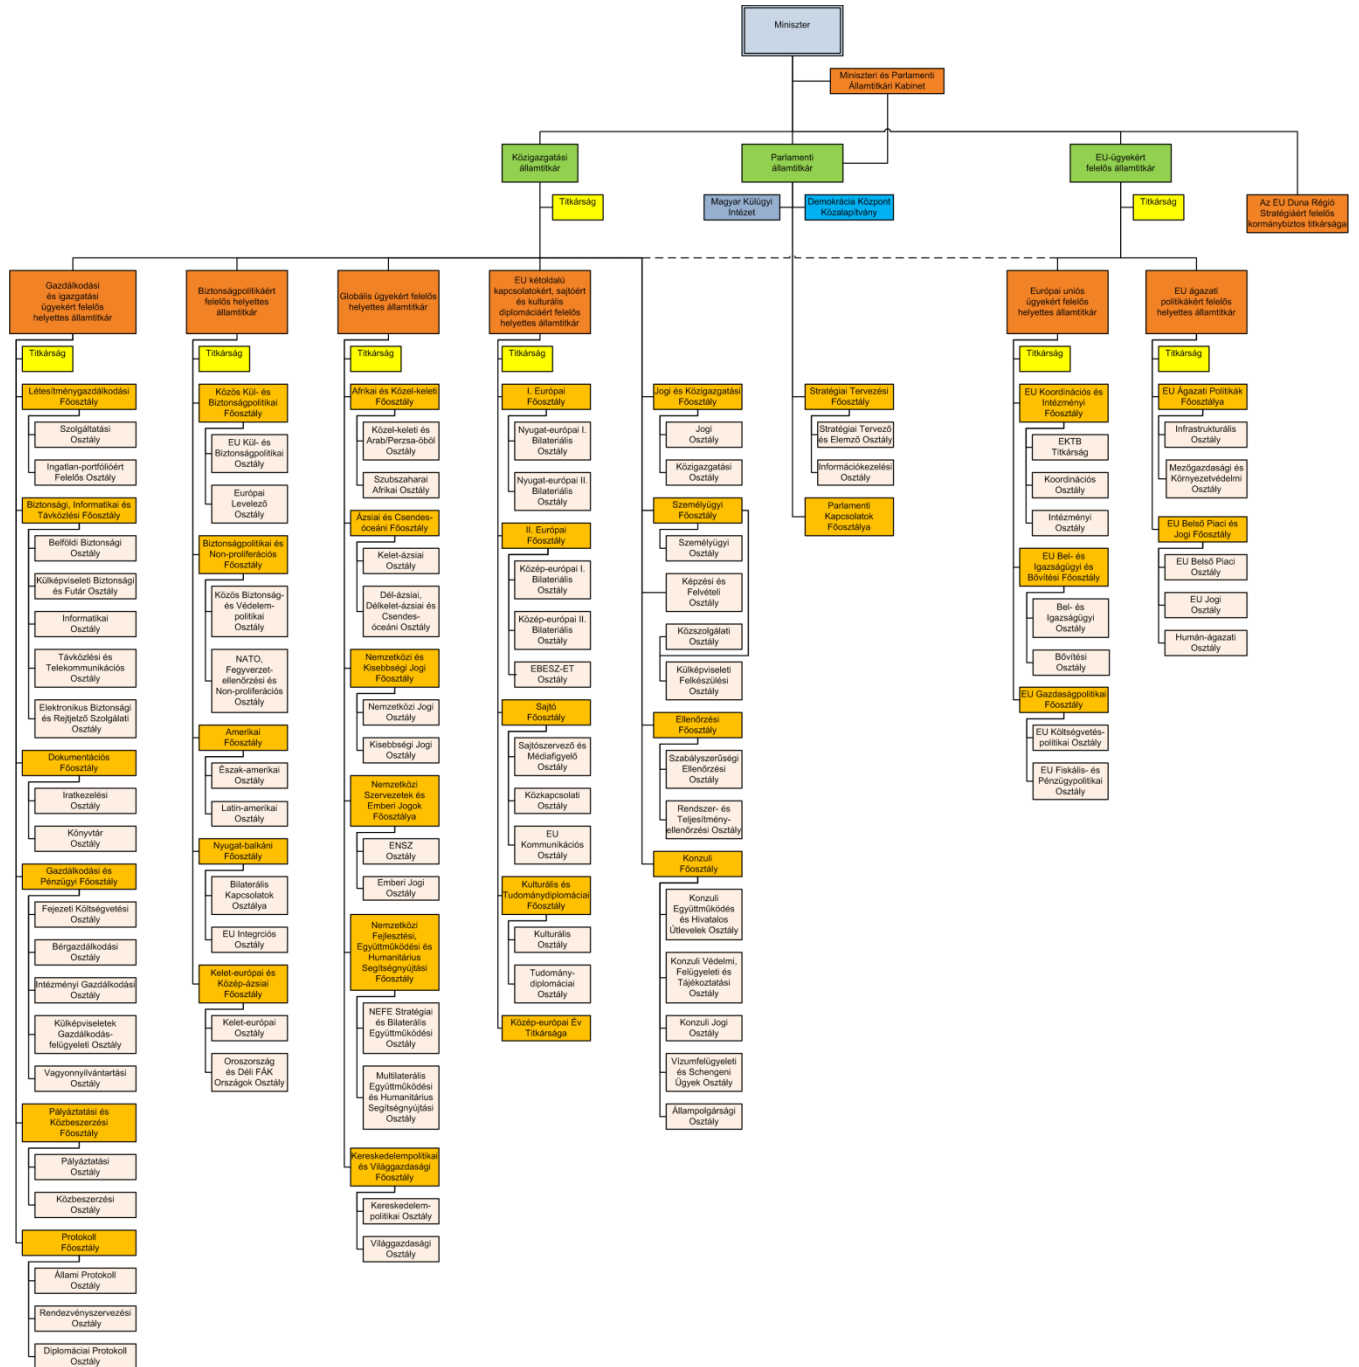 Miniszter
Miniszteri és Parlamenti
Államtitkári Kabinet
Közigazgatási
államtitkár
Parlamenti
államtitkár
EU-ügyekért
felelős államtitkár
Titkárság
Magyar Külügyi
Intézet
Demokrácia Központ
Közalapítvány
Titkárság
Az EU Duna Régió
Stratégiáért felelős
kormánybiztos titkársága
Gazdálkodási
és igazgatási
ügyekért felelős
helyettes államtitkár
Titkárság
Létesítménygazdálkodási
Főosztály
Szolgáltatási
Osztály
Ingatlan-portfólióért
Felelős Osztály
Biztonsági, Informatikai és
Távközlési Főosztály
Belföldi Biztonsági
Osztály
Külképviseleti Biztonsági
és Futár Osztály
Informatikai
Osztály
Távközlési és
Telekommunikációs
Osztály
Elektronikus Biztonsági
és Rejtjelző Szolgálati
Osztály
Dokumentációs
Főosztály
Iratkezelési
Osztály
Könyvtár
Osztály
Gazdálkodási és
Pénzügyi Főosztály
Fejezeti Költségvetési
Osztály
Bérgazdálkodási
Osztály
Intézményi Gazdálkodási
Osztály
Külképviseletek
Gazdálkodás-
felügyeleti Osztály
Vagyonnyilvántartási
Osztály
Pályáztatási és
Közbeszerzési
Főosztály
Pályáztatási
Osztály
Közbeszerzési
Osztály
Protokoll
Főosztály
Állami Protokoll
Osztály
Rendezvényszervezési
Osztály
Diplomáciai Protokoll
Osztály
Biztonságpolitikáért
felelős helyettes
államtitkár
Titkárság
Közös Kül- és
Biztonságpolitikai
Főosztály
EU Kül- és
Biztonságpolitikai
Osztály
Európai
Levelező
Osztály
Biztonságpolitikai és
Non-proliferációs
Főosztály
Közös Biztonság-
és Védelem-
politikai
Osztály
NATO,
Fegyverzet-
ellenőrzési és
Non-proliferációs
Osztály
Amerikai
Főosztály
Észak-amerikai
Osztály
Latin-amerikai
Osztály
Nyugat-balkáni
Főosztály
Bilaterális
Kapcsolatok
Osztálya
EU Integrciós
Osztály
Kelet-európai és
Közép-ázsiai
Főosztály
Kelet-európai
Osztály
Oroszország
és Déli FÁK
Országok Osztály
Globális ügyekért felelős
helyettes államtitkár
Titkárság
Afrikai és Közel-keleti
Főosztály
Közel-keleti és
Arab/Perzsa-öböl
Osztály
Szubszaharai
Afrikai Osztály
Ázsiai és Csendes-
óceáni Főosztály
Kelet-ázsiai
Osztály
Dél-ázsiai,
Délkelet-ázsiai és
Csendes-
óceáni Osztály
Nemzetközi és
Kisebbségi Jogi
Főosztály
Nemzetközi Jogi
Osztály
Kisebbségi Jogi
Osztály
Nemzetközi
Szervezetek és
Emberi Jogok
Főosztálya
ENSZ
Osztály
Emberi Jogi
Osztály
Nemzetközi
Fejlesztési,
Együttműködési és
Humanitárius
Segítségnyújtási
Főosztály
NEFE Stratégiai
és Bilaterális
Együttműködési
Osztály
Multilaterális
Együttműködési
és Humanitárius
Segítségnyújtási
Osztály
Kereskedelempolitikai
és Világgazdasági
Főosztály
Kereskedelem-
politikai Osztály
Világgazdasági
Osztály
EU kétoldalú
kapcsolatokért, sajtóért
és kulturális
diplomáciáért felelős
helyettes államtitkár
Titkárság
I. Európai
Főosztály
Nyugat-európai I.
Bilateriális
Osztály
Nyugat-európai II.
Bilateriális
Osztály
II. Európai
Főosztály
Közép-európai I.
Bilateriális
Osztály
Közép-európai II.
Bilateriális
Osztály
EBESZ-ET
Osztály
Sajtó
Főosztály
Sajtószervező és
Médiafigyelő
Osztály
Közkapcsolati
Osztály
EU
Kommunikációs
Osztály
Kulturális és
Tudománydiplomáciai
Főosztály
Kulturális
Osztály
Tudomány-
diplomáciai
Osztály
Közép-európai Év
Titkársága
Jogi és Közigazgatási
Főosztály
Jogi
Osztály
Közigazgatási
Osztály
Személyügyi
Főosztály
Személyügyi
Osztály
Képzési és
Felvételi
Osztály
Közszolgálati
Osztály
Külképviseleti
Felkészülési
Osztály
Ellenőrzési
Főosztály
Szabályszerűségi
Ellenőrzési
Osztály
Rendszer- és
Teljesítmény-
ellenőrzési Osztály
Konzuli
Főosztály
Konzuli
Együttműködés
és Hivatalos
Útlevelek Osztály
Konzuli Védelmi,
Felügyeleti és
Tájékoztatási
Osztály
Konzuli Jogi
Osztály
Vízumfelügyeleti
és Schengeni
Ügyek Osztály
Állampolgársági
Osztály
Stratégiai Tervezési
Főosztály
Stratégiai Tervező
és Elemző Osztály
Információkezelési
Osztály
Parlamenti
Kapcsolatok
Főosztálya
Európai uniós
ügyekért felelős
helyettes államtitkár
Titkárság
EU Koordinációs és
Intézményi
Főosztály
EKTB
Titkárság
Koordinációs
Osztály
Intézményi
Osztály
EU Bel- és
Igazságügyi és
Bővítési Főosztály
Bel- és
Igazságügyi
Osztály
Bővítési
Osztály
EU Gazdaságpolitikai
Főosztály
EU Költségvetés-
politikai Osztály
EU Fiskális- és
Pénzügypolitikai
Osztály
EU ágazati
politikákért felelős
helyettes államtitkár
Titkárság
EU Ágazati Politikák
Főosztálya
Infrastrukturális
Osztály
Mezőgazdasági és
Környezetvédelmi
Osztály
EU Belső Piaci és
Jogi Főosztály
EU Belső Piaci
Osztály
EU Jogi
Osztály
Humán-ágazati
Osztály